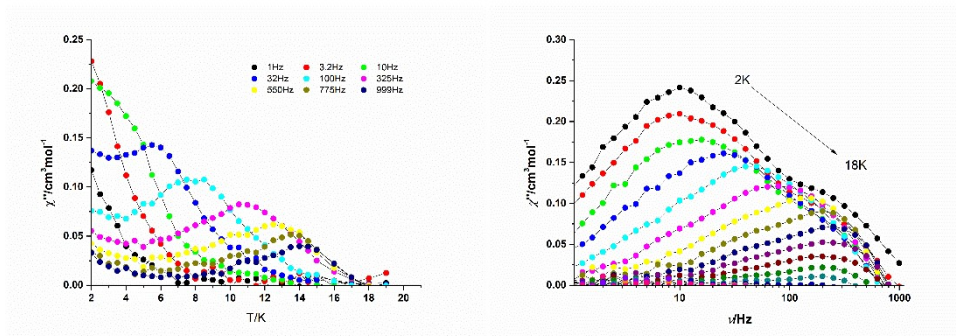 0.25
0.20
0.15
0.10
0.05
0.00
χ''/cm³mol⁻¹
1Hz 3.2Hz 10Hz
32Hz 100Hz 325Hz
550Hz 775Hz 999Hz
2 4 6 8 10 12 14 16 18 20
T/K
0.30
0.25
0.20
0.15
0.10
0.05
0.00
χ''/cm³mol⁻¹
2K
18K
10 100 1000
ν/Hz